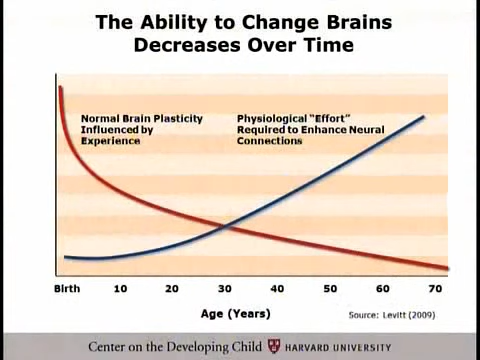 The Ability to Change Brains
Decreases Over Time
Normal Brain Plasticity
Influenced by
Experience
Physiological “Effort”
Required to Enhance Neural
Connections
Birth 10 20 30 40 50 60 70
Age (Years)
Source: Levitt (2009)
Center on the Developing Child HARVARD UNIVERSITY